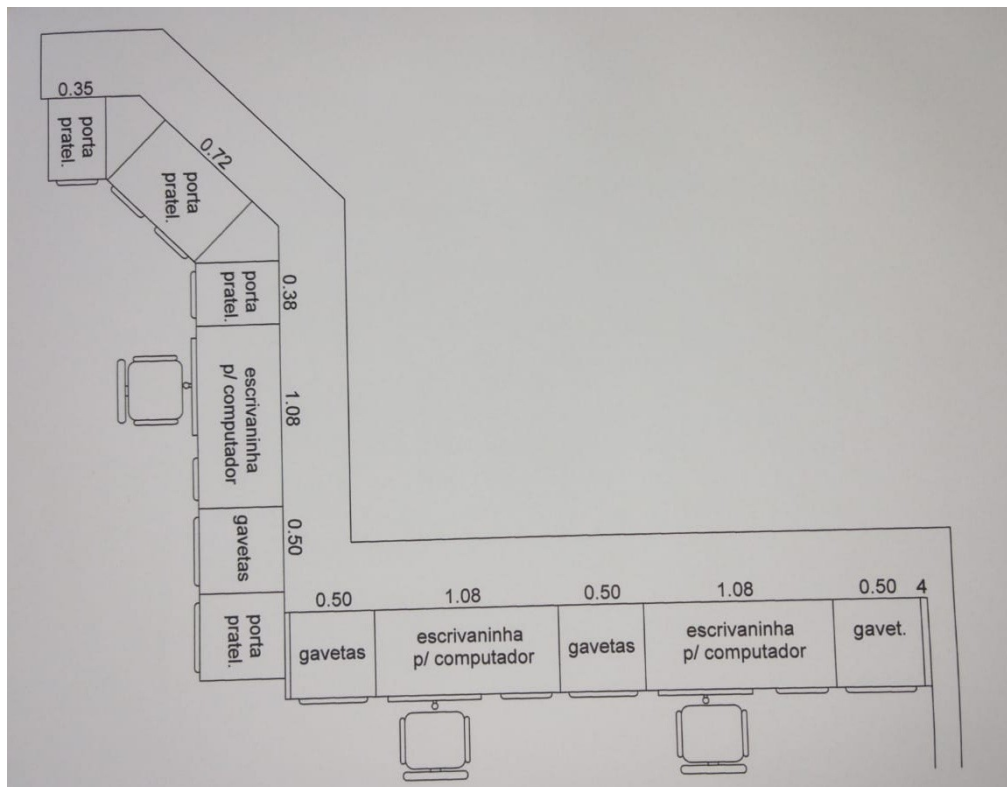 0.35
porta
pratel.
0.72
porta
pratel.
porta
pratel.
0.38
escrivaninha
p/ computador
1.08
gavetas
0.50
porta
pratel.
0.50
1.08
0.50
1.08
0.50
4
gavetas
escrivaninha
p/ computador
gavetas
escrivaninha
p/ computador
gavet.